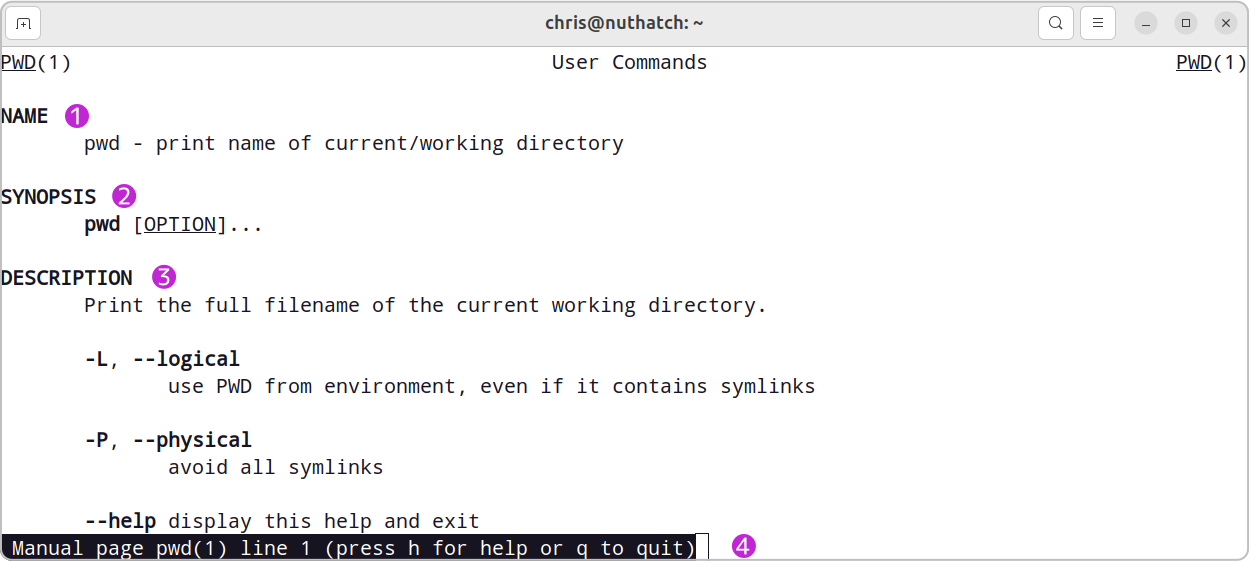 chris@nuthatch: ~
PWD(1) User Commands PWD(1)
NAME 1
pwd - print name of current/working directory
SYNOPSIS 2
pwd [OPTION]...
DESCRIPTION 3
Print the full filename of the current working directory.
-L, --logical
use PWD from environment, even if it contains symlinks
-P, --physical
avoid all symlinks
--help display this help and exit
Manual page pwd(1) line 1 (press h for help or q to quit) 4